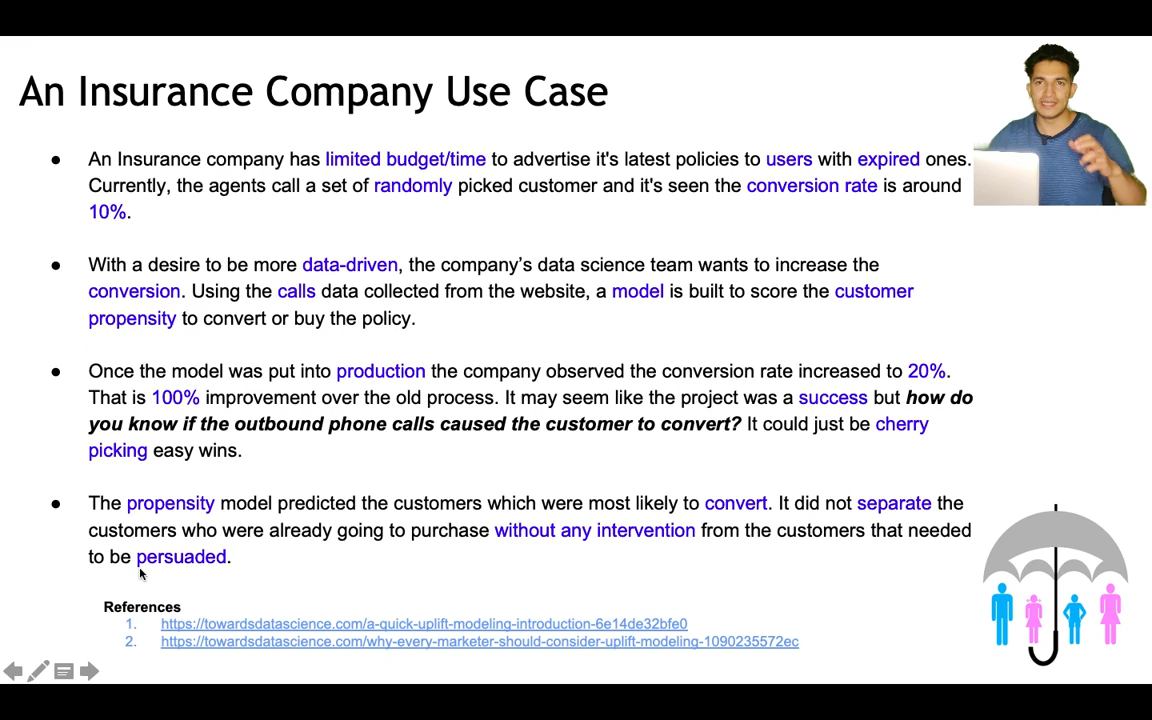 An Insurance Company Use Case
● An Insurance company has limited budget/time to advertise it's latest policies to users with expired ones.
Currently, the agents call a set of randomly picked customer and it's seen the conversion rate is around
10%.
● With a desire to be more data-driven, the company’s data science team wants to increase the
conversion. Using the calls data collected from the website, a model is built to score the customer
propensity to convert or buy the policy.
● Once the model was put into production the company observed the conversion rate increased to 20%.
That is 100% improvement over the old process. It may seem like the project was a success but how do
you know if the outbound phone calls caused the customer to convert? It could just be cherry
picking easy wins.
● The propensity model predicted the customers which were most likely to convert. It did not separate the
customers who were already going to purchase without any intervention from the customers that needed
to be persuaded.
References
1. https://towardsdatascience.com/a-quick-uplift-modeling-introduction-6e14de32bfe0
2. https://towardsdatascience.com/why-every-marketer-should-consider-uplift-modeling-1090235572ec